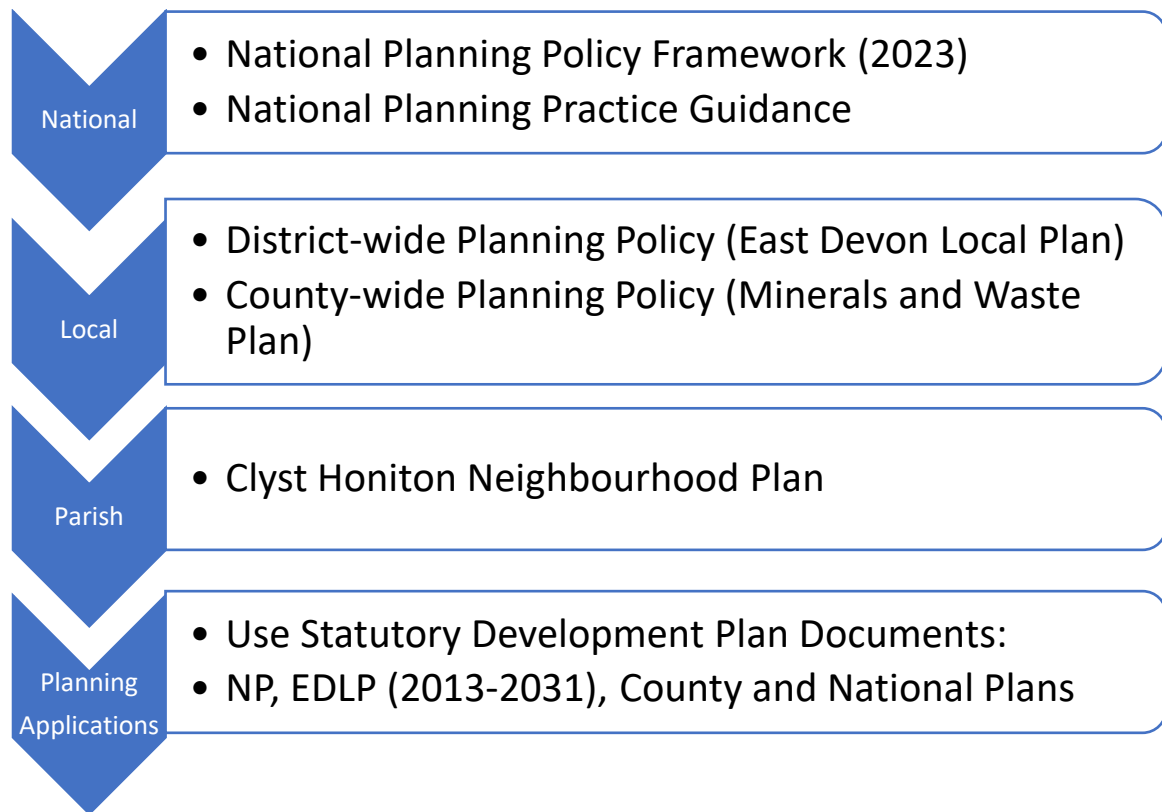 National
• National Planning Policy Framework (2023)
• National Planning Practice Guidance
Local
• District-wide Planning Policy (East Devon Local Plan)
• County-wide Planning Policy (Minerals and Waste
Plan)
Parish
• Clyst Honiton Neighbourhood Plan
Planning
Applications
• Use Statutory Development Plan Documents:
• NP, EDLP (2013-2031), County and National Plans